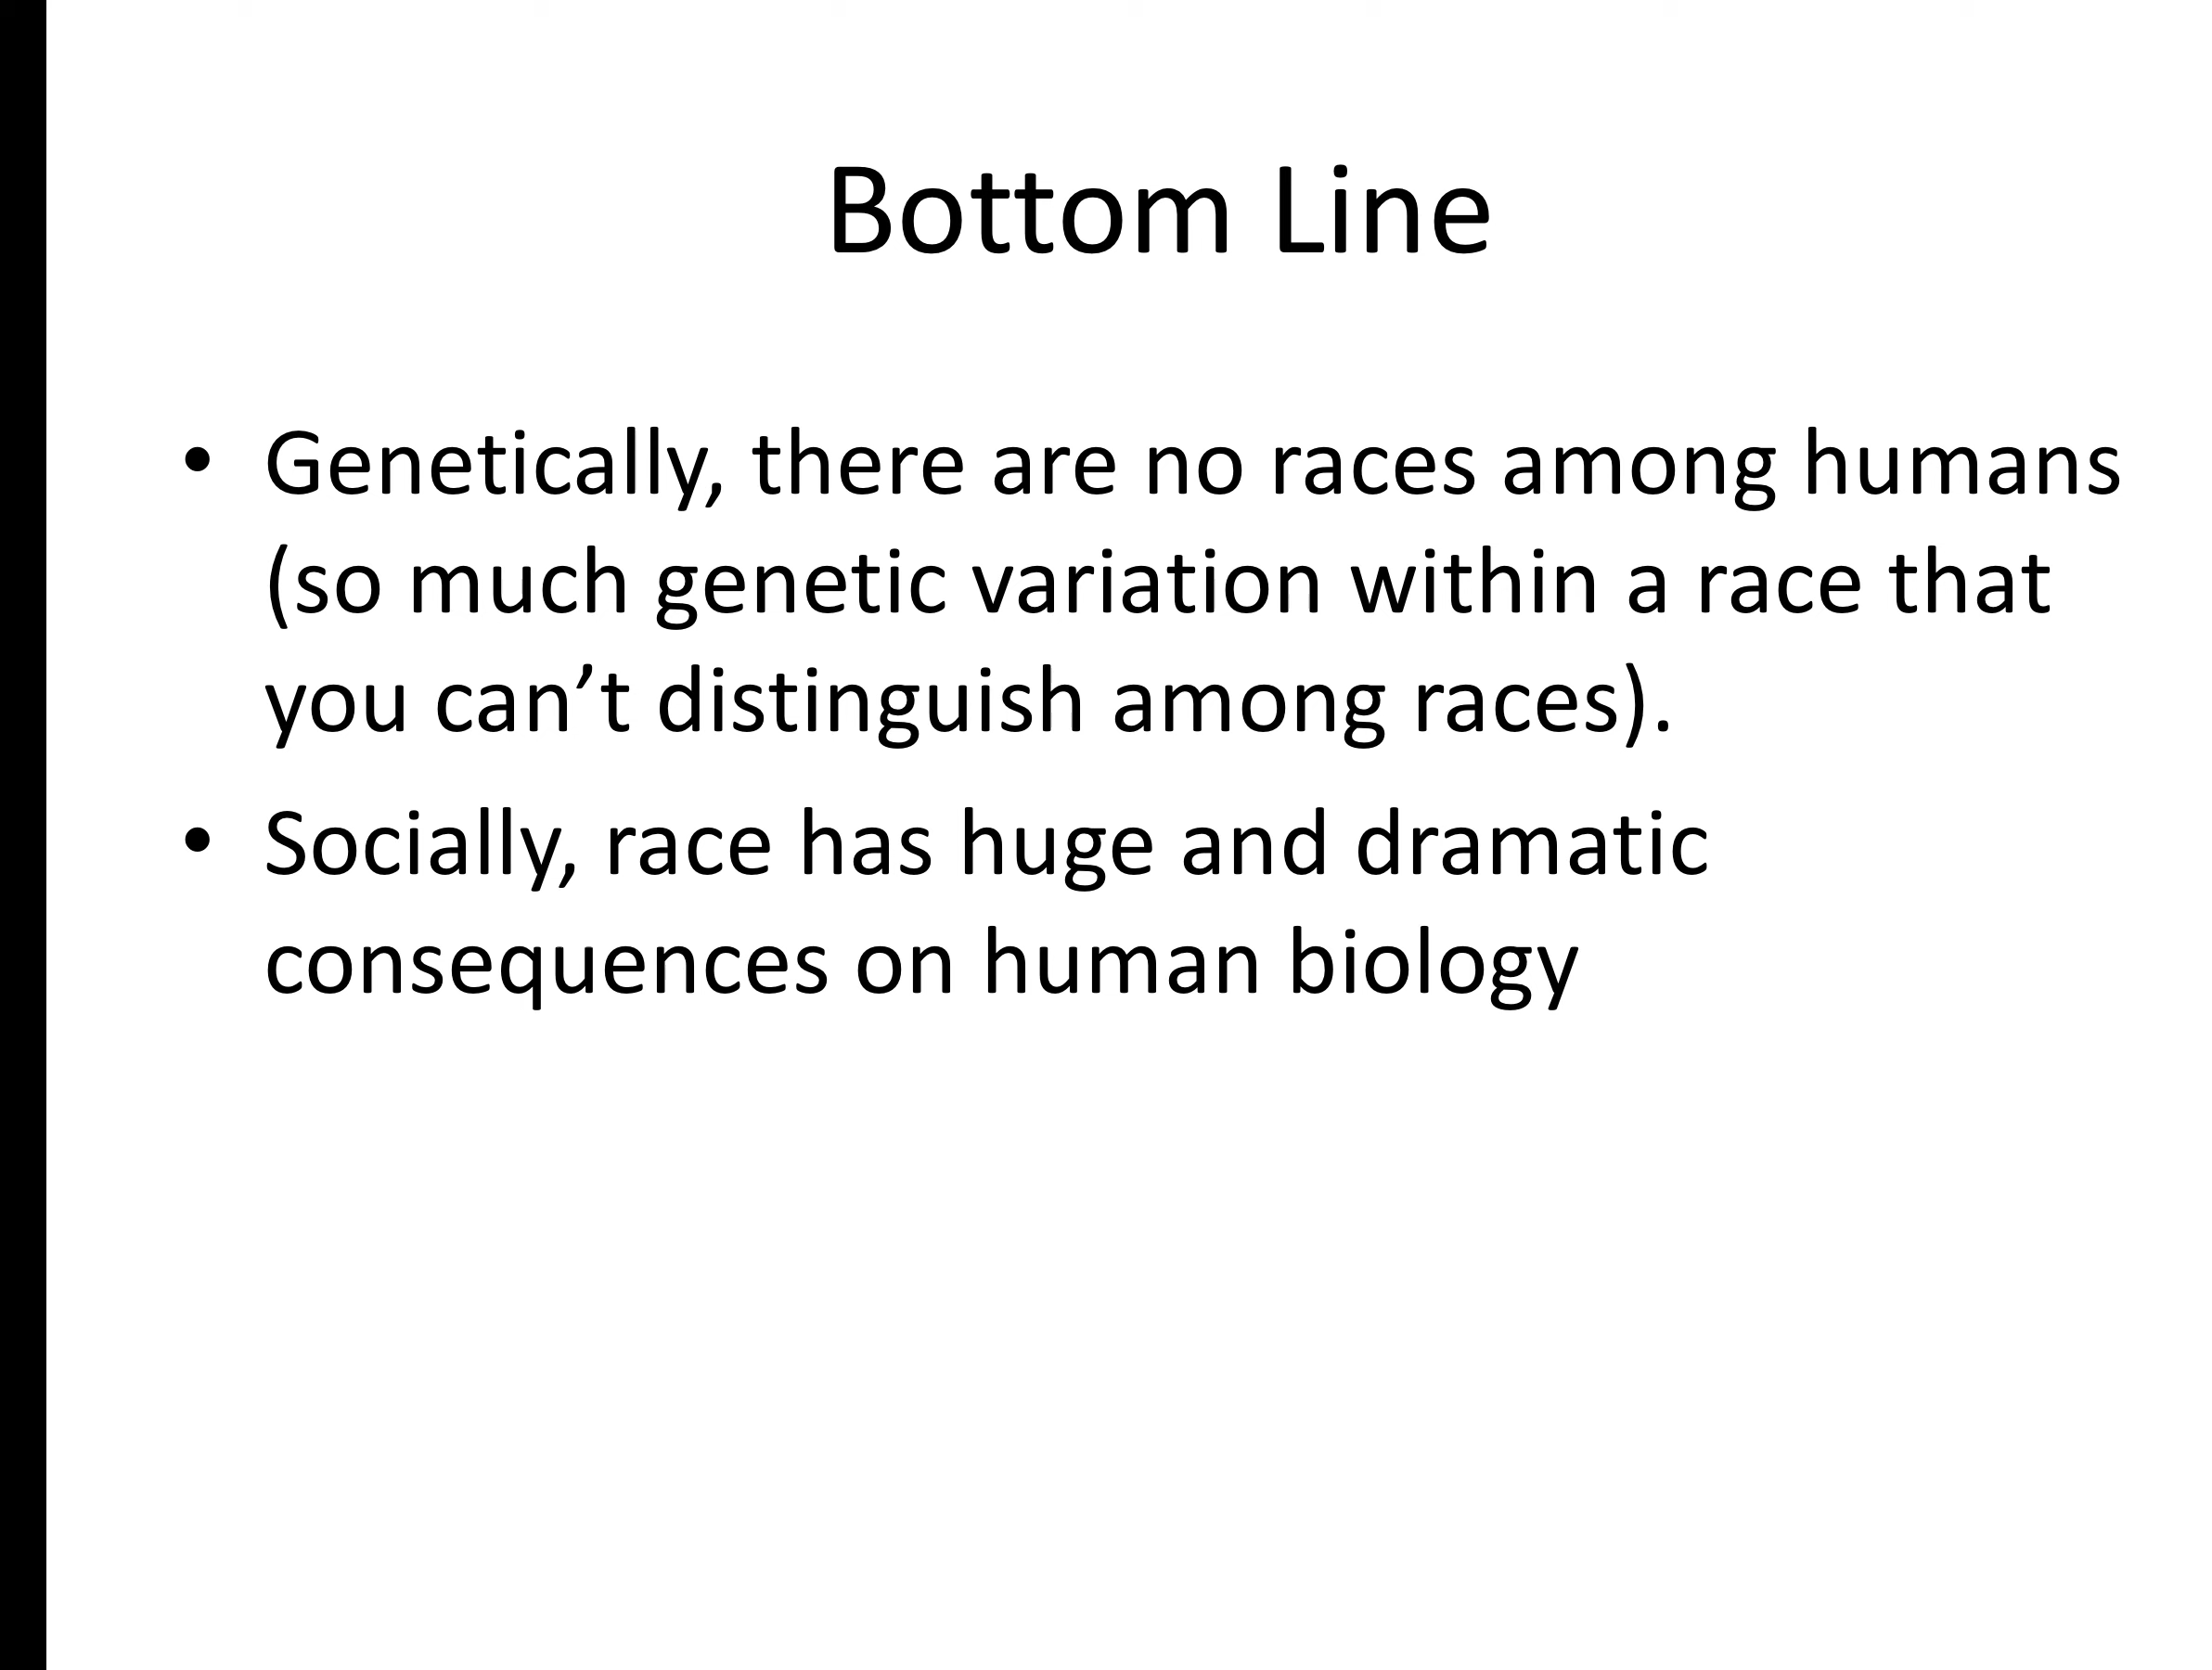 Bottom Line
• Genetically, there are no races among humans
(so much genetic variation within a race that
you can’t distinguish among races).
• Socially, race has huge and dramatic
consequences on human biology